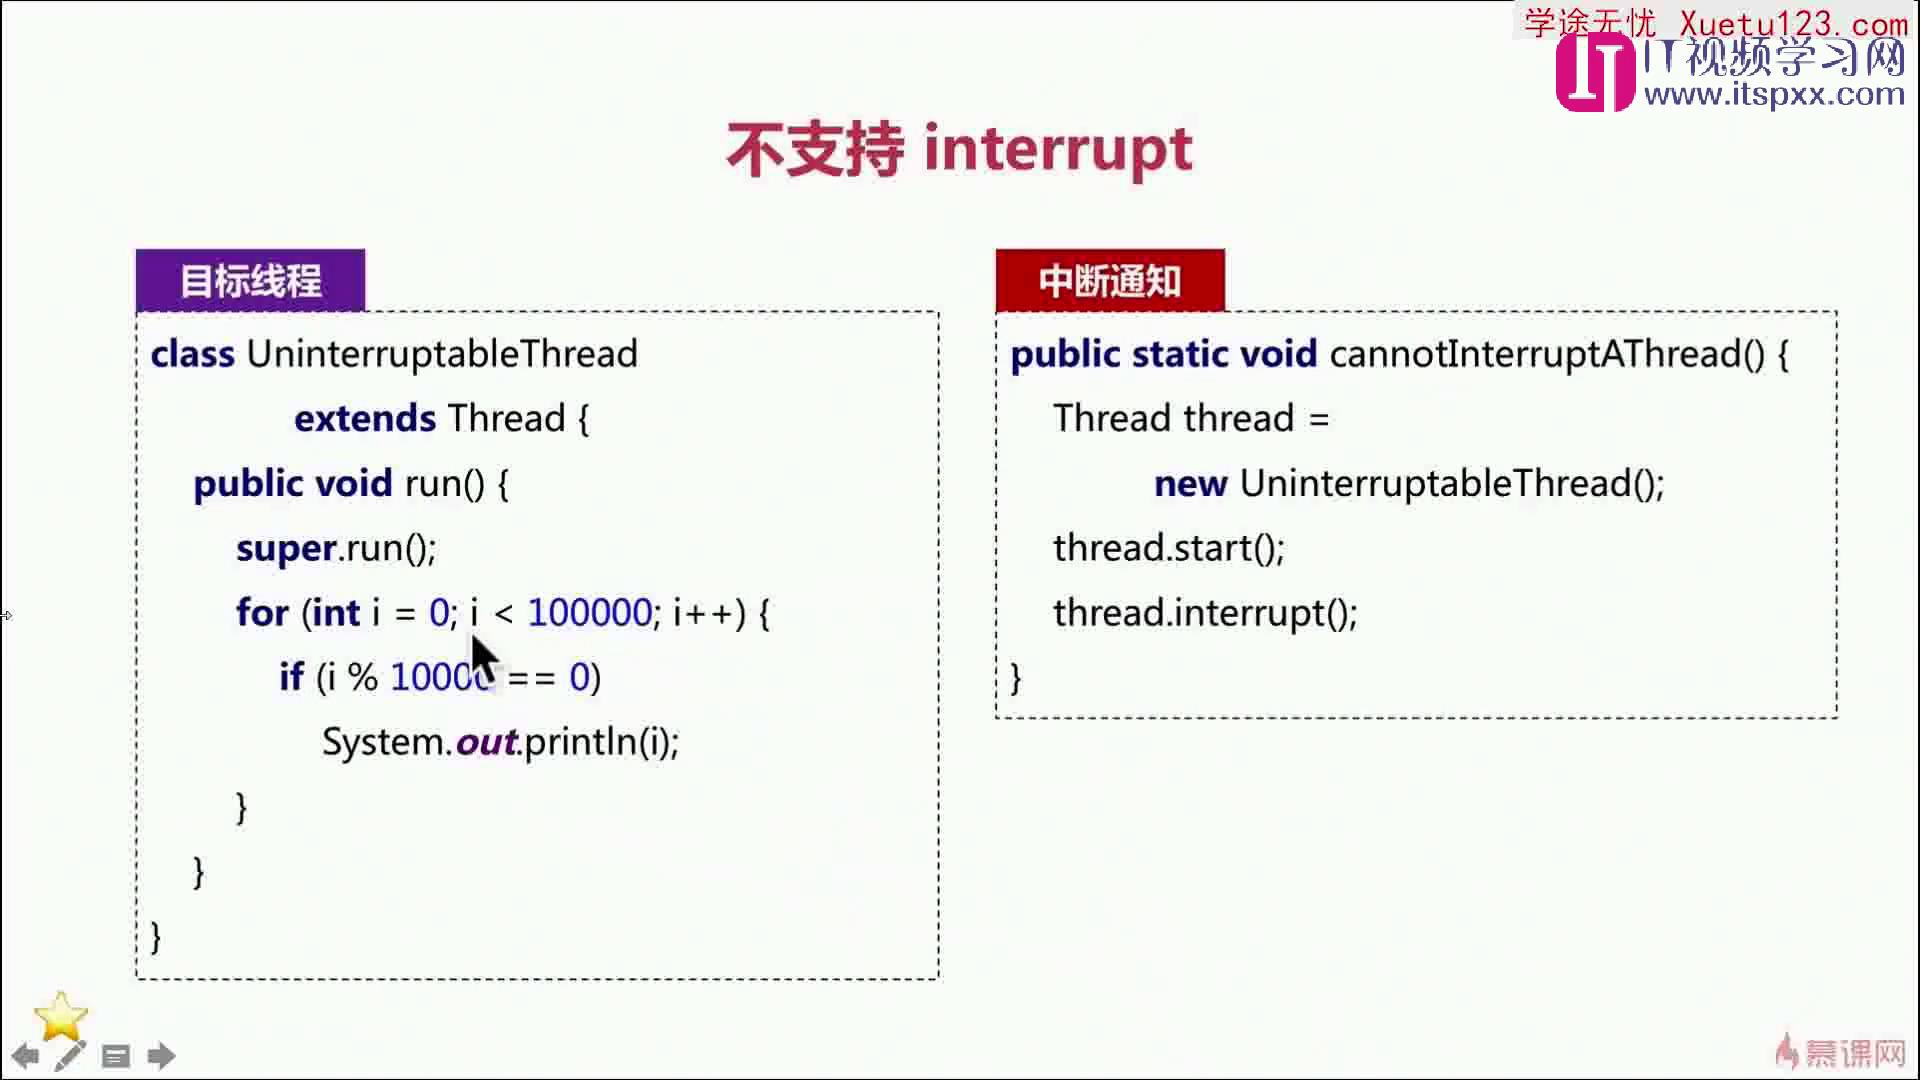 学途无忧 Xuetu123.com
IT视频学习网
www.itspxx.com
不支持 interrupt
目标线程
class UninterruptableThread
extends Thread {
public void run() {
super.run();
for (int i = 0; i < 100000; i++) {
if (i % 10000 == 0)
System.out.println(i);
}
}
}
中断通知
public static void cannotInterruptAThread() {
Thread thread =
new UninterruptableThread();
thread.start();
thread.interrupt();
}
慕课网